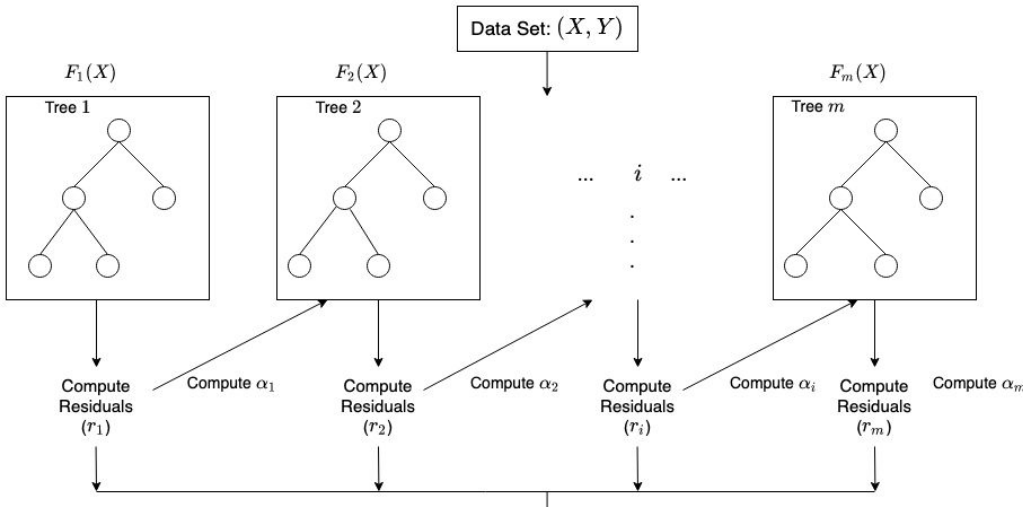 Data Set: (X, Y)
F₁(X)
F₂(X)
Fₘ(X)
Tree 1
Tree 2
Tree m
... i ...
.
.
.
Compute
Residuals
(r₁)
Compute α₁
Compute
Residuals
(r₂)
Compute α₂
Compute
Residuals
(rᵢ)
Compute αᵢ
Compute
Residuals
(rₘ)
Compute αₘ